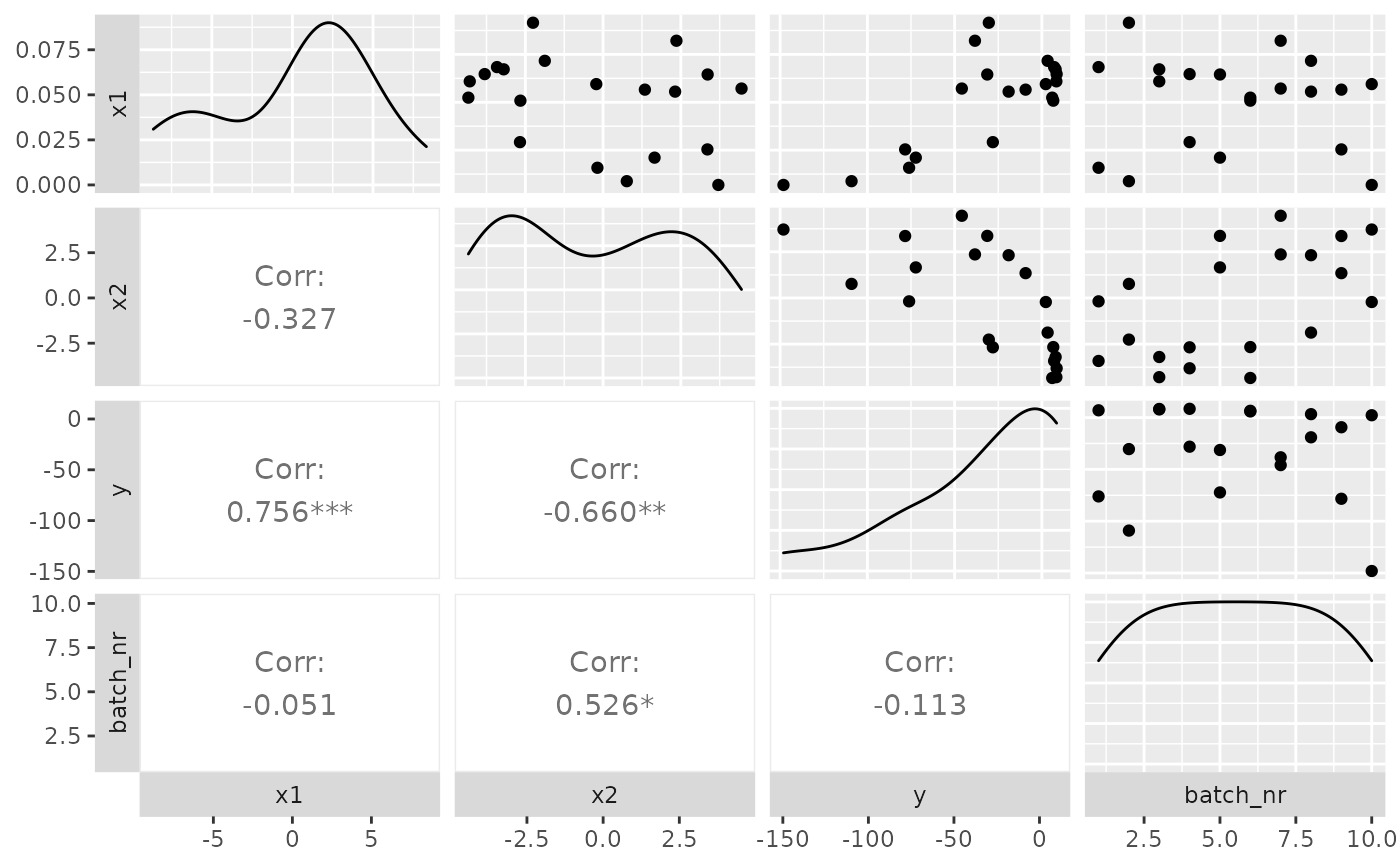 0.075
0.050
0.025
0.000
x1
2.5
0.0
-2.5
x2
Corr:
-0.327
0
-50
-100
-150
y
Corr:
0.756***
Corr:
-0.660**
10.0
7.5
5.0
2.5
batch_nr
Corr:
-0.051
Corr:
0.526*
Corr:
-0.113
x1 x2 y batch_nr
-5 0 5 -2.5 0.0 2.5 -150 -100 -50 0 2.5 5.0 7.5 10.0